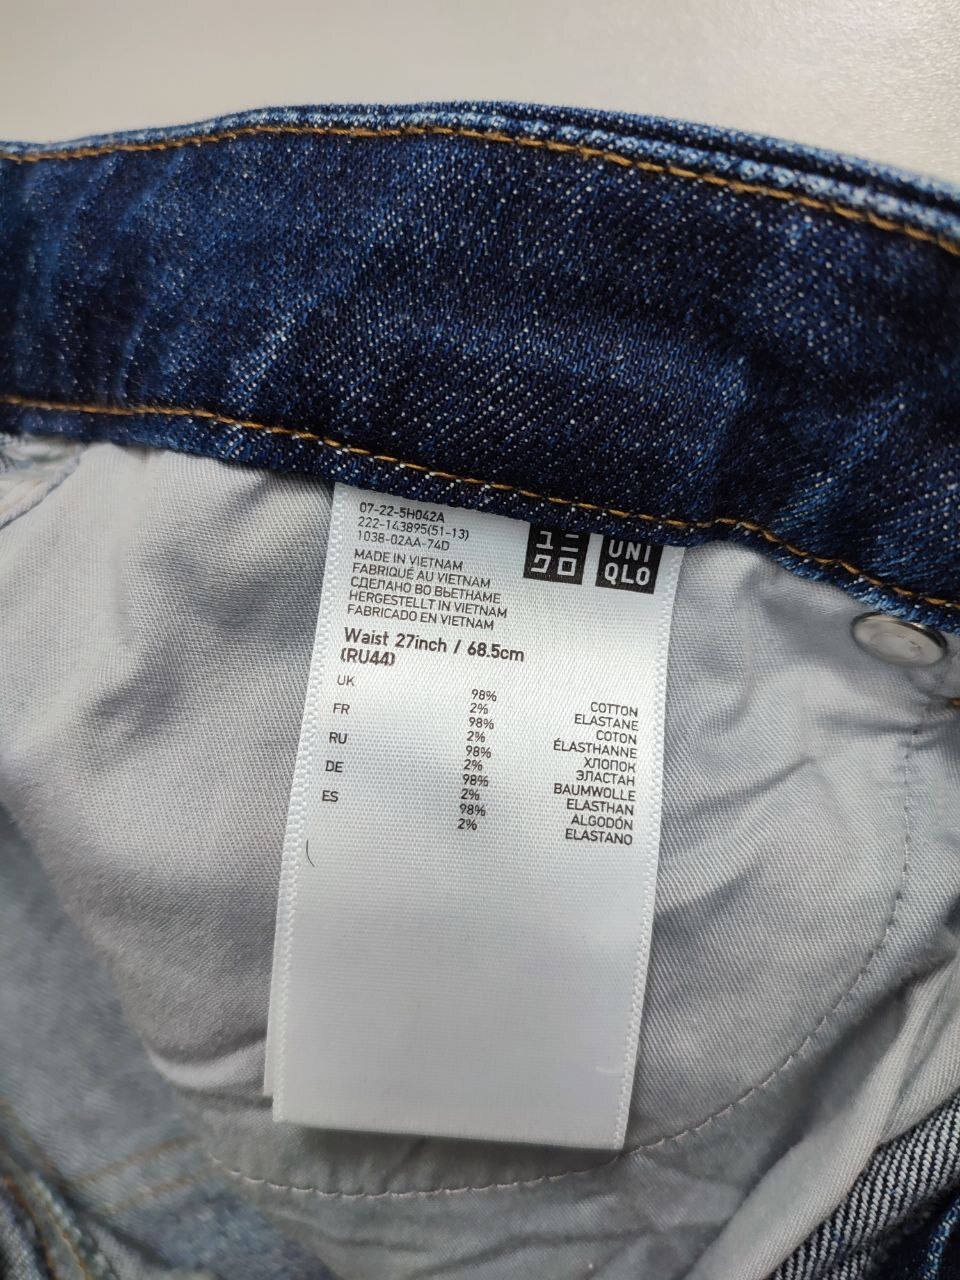 07-22-5H042A
222-143895(51-13)
1038-02AA-74D
ユニ
クロ
UNI
QLO
MADE IN VIETNAM
FABRIQUÉ AU VIETNAM
СДЕЛАНО ВО ВЬЕТНАМЕ
HERGESTELLT IN VIETNAM
FABRICADO EN VIETNAM
Waist 27inch / 68.5cm
(RU44)
UK 98% COTTON
2% ELASTANE
FR 98% COTON
2% ÉLASTHANNE
RU 98% ХЛОПОК
2% ЭЛАСТАН
DE 98% BAUMWOLLE
2% ELASTHAN
ES 98% ALGODÓN
2% ELASTANO